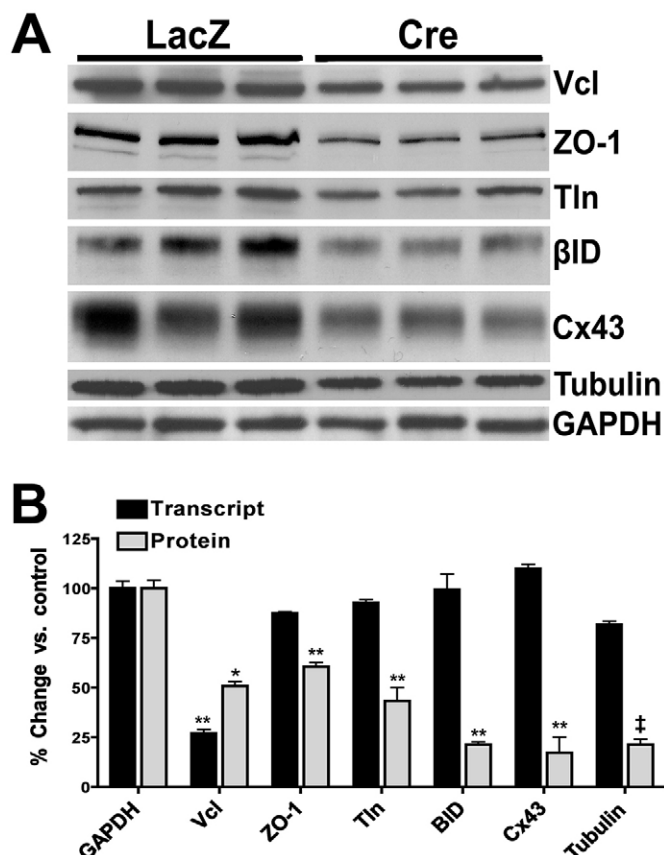 A
LacZ Cre
Vcl
ZO-1
Tln
βID
Cx43
Tubulin
GAPDH
B
Transcript
Protein
% Change vs. control
125
100
75
50
25
0
** * ** ** ** ** ‡
**
GAPDH Vcl ZO-1 Tln BID Cx43 Tubulin